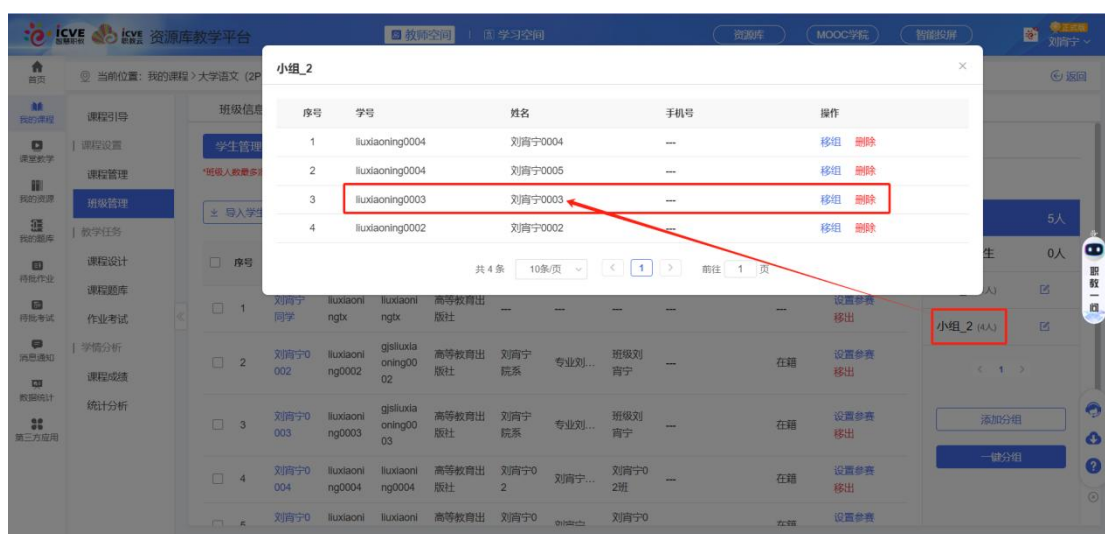 icve 智慧职教 icve 职教云 资源库教学平台 教师空间 学习空间 资源库 MOOC学院 智能投屏 正式版 刘宵宁
首页 当前位置: 我的课程 > 大学语文 (2P 返回
我的课程
课堂教学
我的资源
我的题库
待批作业
待批考试
消息通知
数据统计
第三方应用
课程引导
课程设置
课程管理
班级管理
教学任务
课程设计
课程题库
作业考试
学情分析
课程成绩
统计分析
班级信息
学生管理
导入学生
小组_2 ×
序号 学号 姓名 手机号 操作
1 liuxiaoning0004 刘宵宁0004 --- 移组 删除
2 liuxiaoning0004 刘宵宁0005 --- 移组 删除
3 liuxiaoning0003 刘宵宁0003 --- 移组 删除
4 liuxiaoning0002 刘宵宁0002 --- 移组 删除
共 4 条 10条/页 < 1 > 前往 1 页
序号
1 刘宵宁同学 liuxiaoningtx liuxiaoningtx 高等教育出版社 --- --- --- --- --- 设置参赛 移出
2 刘宵宁0002 liuxiaoning0002 gjsliuxiaoning0002 高等教育出版社 刘宵宁院系 专业刘... 班级刘宵宁 --- 在籍 设置参赛 移出
3 刘宵宁0003 liuxiaoning0003 gjsliuxiaoning0003 高等教育出版社 刘宵宁院系 专业刘... 班级刘宵宁 --- 在籍 设置参赛 移出
4 刘宵宁0004 liuxiaoning0004 liuxiaoning0004 高等教育出版社 刘宵宁02 刘宵宁... 刘宵宁02班 --- 在籍 设置参赛 移出
刘宵宁0 liuxiaoni liuxiaoni 高等教育出 刘宵宁0 刘宵宁0 设置参赛
5人
生 0人
小组_2 (4人)
< 1 >
添加分组
一键分组
职教一问